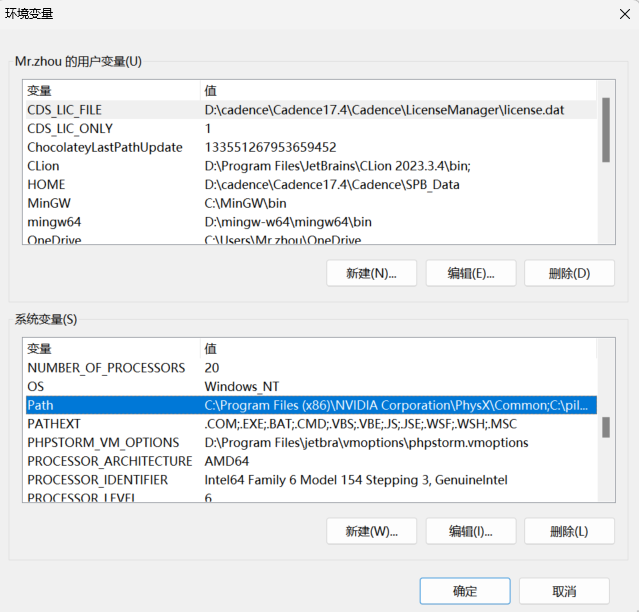 环境变量
Mr.zhou 的用户变量(U)
变量 值
CDS_LIC_FILE D:\cadence\Cadence17.4\Cadence\LicenseManager\license.dat
CDS_LIC_ONLY 1
ChocolateyLastPathUpdate 133551267953659452
CLion D:\Program Files\JetBrains\CLion 2023.3.4\bin;
HOME D:\cadence\Cadence17.4\Cadence\SPB_Data
MinGW C:\MinGW\bin
mingw64 D:\mingw-w64\mingw64\bin
OneDrive C:\Users\Mr.zhou\OneDrive
新建(N)... 编辑(E)... 删除(D)
系统变量(S)
变量 值
NUMBER_OF_PROCESSORS 20
OS Windows_NT
Path C:\Program Files (x86)\NVIDIA Corporation\PhysX\Common;C:\pil...
PATHEXT .COM;.EXE;.BAT;.CMD;.VBS;.VBE;.JS;.JSE;.WSF;.WSH;.MSC
PHPSTORM_VM_OPTIONS D:\Program Files\jetbra\vmoptions\phpstorm.vmoptions
PROCESSOR_ARCHITECTURE AMD64
PROCESSOR_IDENTIFIER Intel64 Family 6 Model 154 Stepping 3, GenuineIntel
PROCESSOR_LEVEL 6
新建(W)... 编辑(I)... 删除(L)
确定 取消